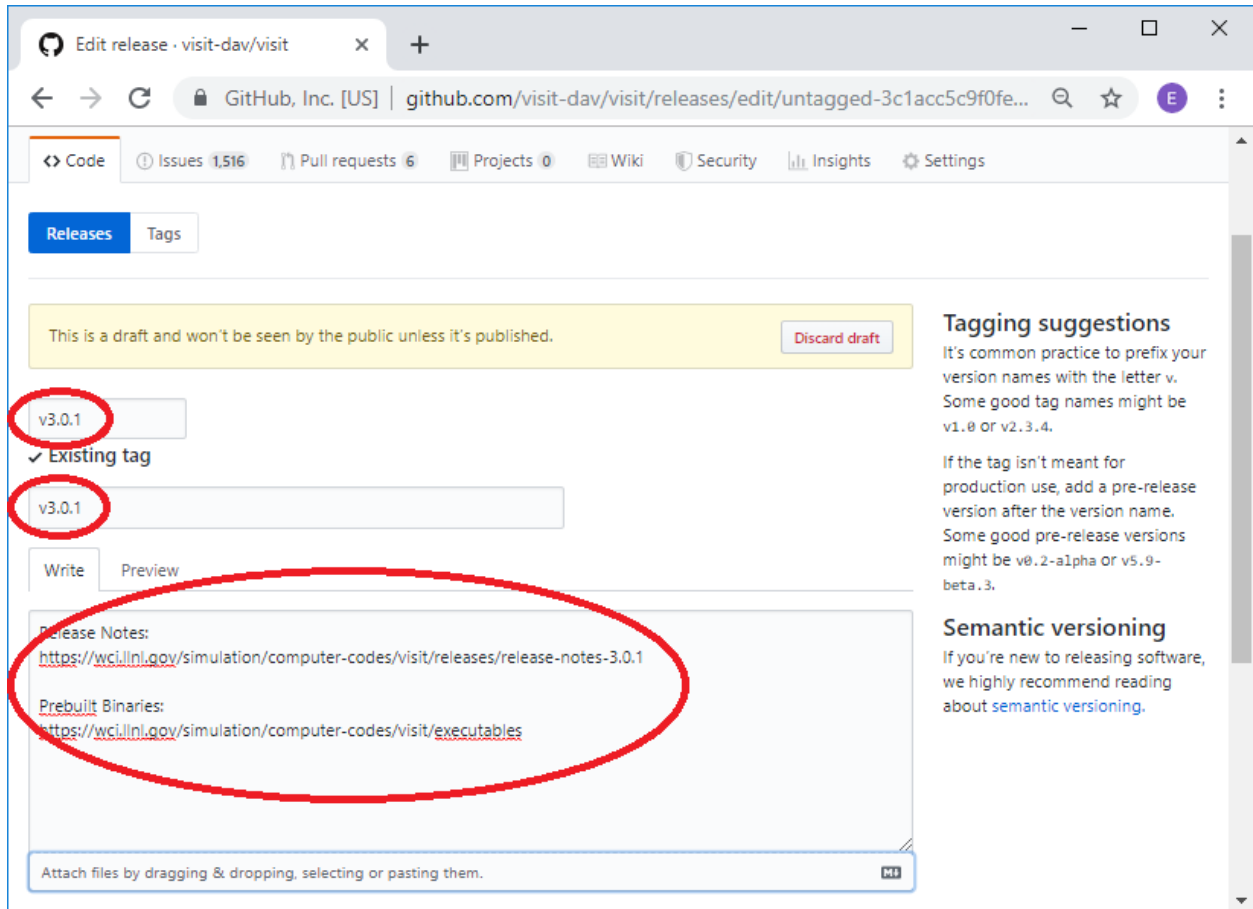 Edit release · visit-dav/visit
GitHub, Inc. [US] | github.com/visit-dav/visit/releases/edit/untagged-3c1acc5c9f0fe... E
Code Issues 1,516 Pull requests 6 Projects 0 Wiki Security Insights Settings
Releases Tags
This is a draft and won't be seen by the public unless it's published. Discard draft
v3.0.1
Existing tag
v3.0.1
Write Preview
Release Notes:
https://wci.llnl.gov/simulation/computer-codes/visit/releases/release-notes-3.0.1
Prebuilt Binaries:
https://wci.llnl.gov/simulation/computer-codes/visit/executables
Attach files by dragging & dropping, selecting or pasting them.
Tagging suggestions
It's common practice to prefix your
version names with the letter v.
Some good tag names might be
v1.0 or v2.3.4.
If the tag isn't meant for
production use, add a pre-release
version after the version name.
Some good pre-release versions
might be v0.2-alpha or v5.9-
beta.3.
Semantic versioning
If you're new to releasing software,
we highly recommend reading
about semantic versioning.